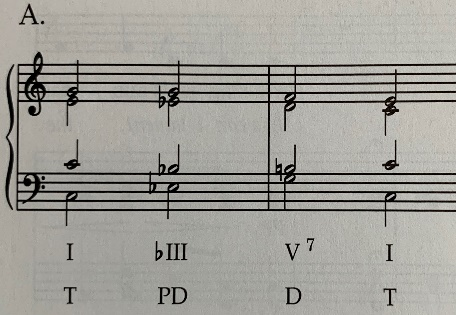 A.
I ♭III V⁷ I
T PD D T